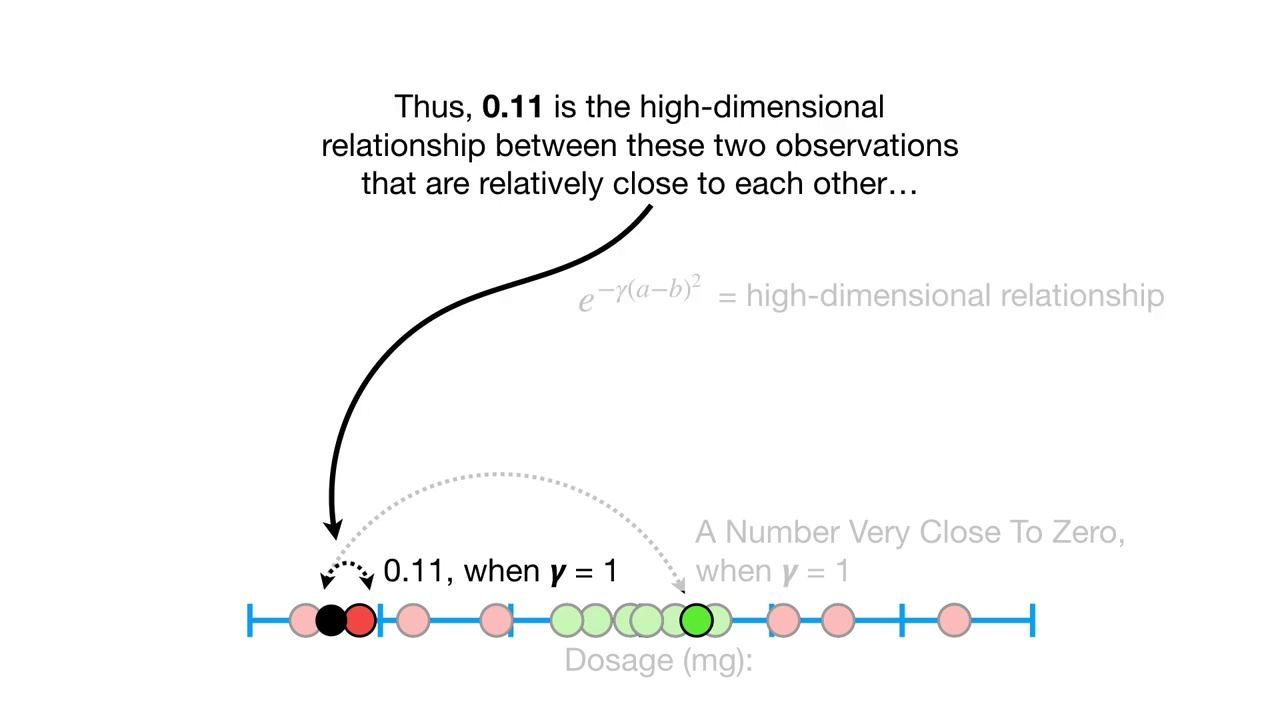 Thus, 0.11 is the high-dimensional
relationship between these two observations
that are relatively close to each other…
e^{−γ(a−b)^2} = high-dimensional relationship
A Number Very Close To Zero,
0.11, when γ = 1
when γ = 1
Dosage (mg):